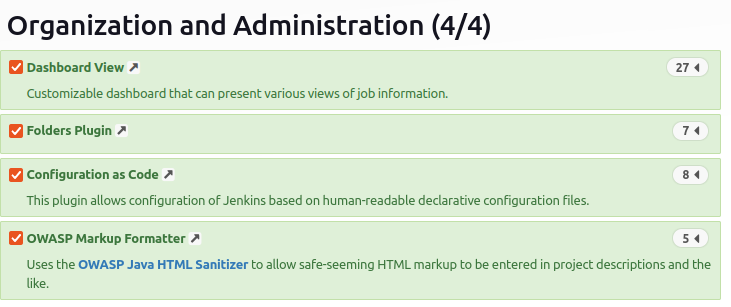 Organization and Administration (4/4)
Dashboard View 27
Customizable dashboard that can present various views of job information.
Folders Plugin 7
Configuration as Code 8
This plugin allows configuration of Jenkins based on human-readable declarative configuration files.
OWASP Markup Formatter 5
Uses the OWASP Java HTML Sanitizer to allow safe-seeming HTML markup to be entered in project descriptions and the
like.